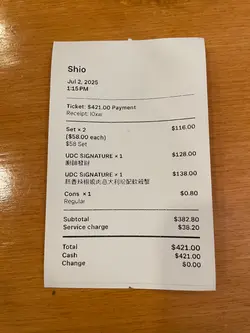 Shio
Jul 2, 2025
1:15 PM
Ticket: $421.00 Payment
Receipt:
Set × 2 $116.00
($58.00 each)
$58 Set
UDC SIGNATURE × 1 $128.00
UDC SIGNATURE × 1 $138.00
Cons × 1 $0.80
Regular
Subtotal $382.80
Service charge $38.20
Total $421.00
Cash $421.00
Change $0.00